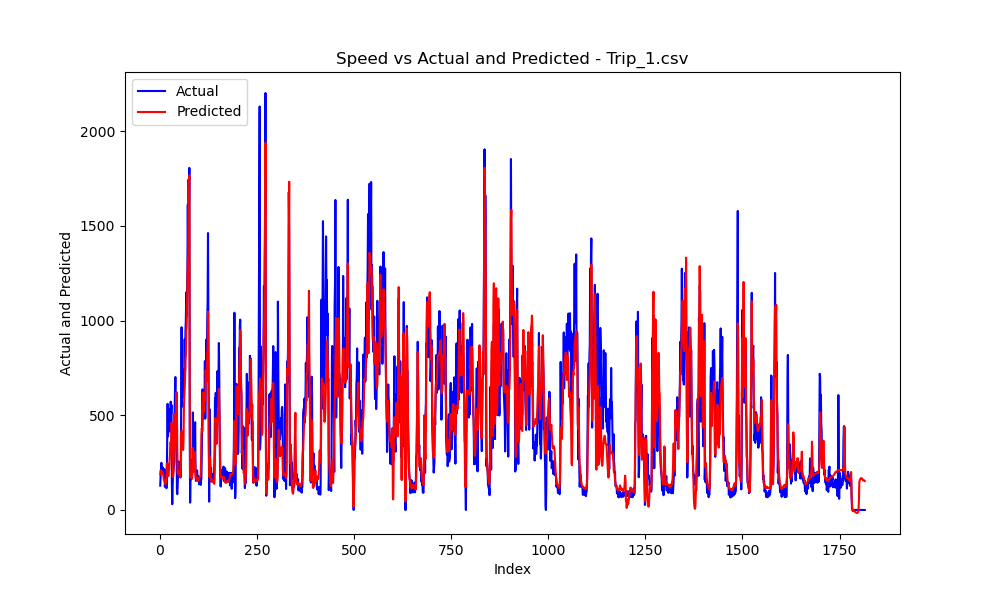 Speed vs Actual and Predicted - Trip_1.csv
Actual
Predicted
2000
1500
1000
500
0
Actual and Predicted
0 250 500 750 1000 1250 1500 1750
Index